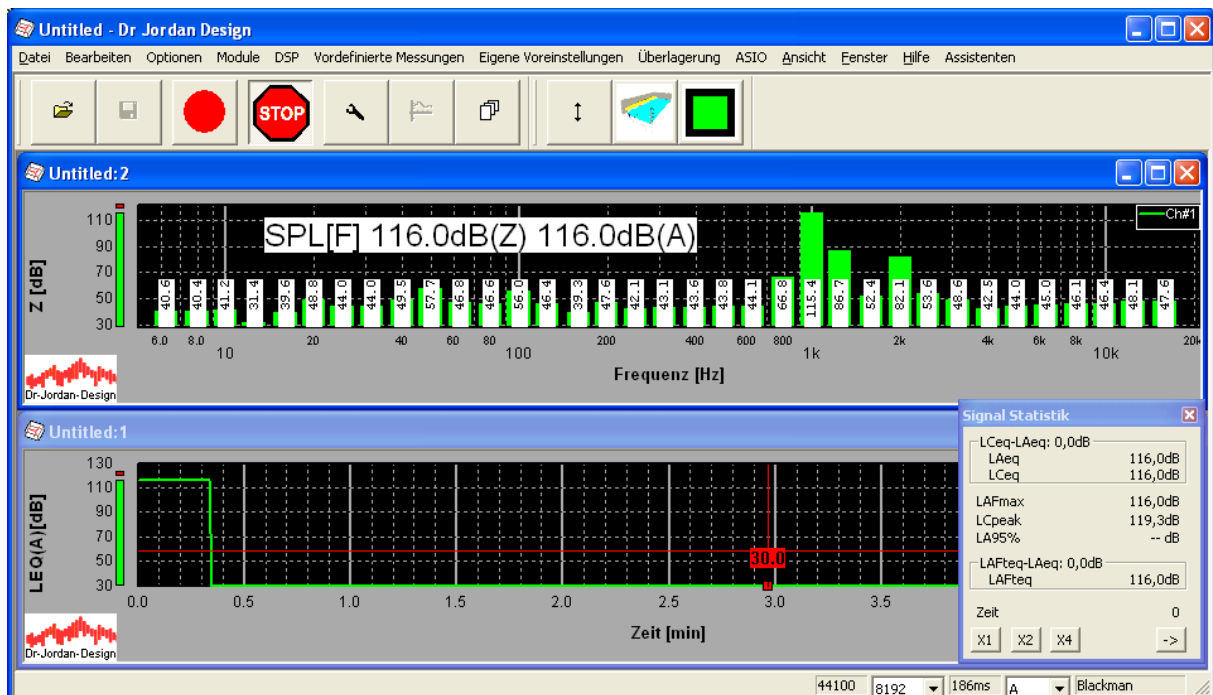 Untitled - Dr Jordan Design
Datei Bearbeiten Optionen Module DSP Vordefinierte Messungen Eigene Voreinstellungen Überlagerung ASIO Ansicht Fenster Hilfe Assistenten
STOP
Untitled:2
SPL[F] 116.0dB(Z) 116.0dB(A)
Ch#1
Z [dB]
110
90
70
50
30
40.6 40.4 41.2 31.4 39.6 48.8 44.0 44.0 49.5 57.7 46.8 46.6 56.0 46.4 39.3 47.6 42.1 43.1 43.6 43.8 44.1 66.8 115.4 86.7 52.4 82.1 53.6 48.6 42.5 44.0 45.0 46.1 46.4 48.1 47.6
6.0 8.0 10 20 40 60 80 100 200 400 600 800 1k 2k 4k 6k 8k 10k 20k
Frequenz [Hz]
Dr-Jordan-Design
Untitled:1
LEQ(A)[dB]
130
110
90
70
50
30
30.0
0.0 0.5 1.0 1.5 2.0 2.5 3.0 3.5
Zeit [min]
Dr-Jordan-Design
Signal Statistik
LCeq-LAeq: 0,0dB
LAeq 116,0dB
LCeq 116,0dB
LAFmax 116,0dB
LCpeak 119,3dB
LA95% -- dB
LAFteq-LAeq: 0,0dB
LAFteq 116,0dB
Zeit 0
X1 X2 X4 ->
44100 8192 186ms A Blackman